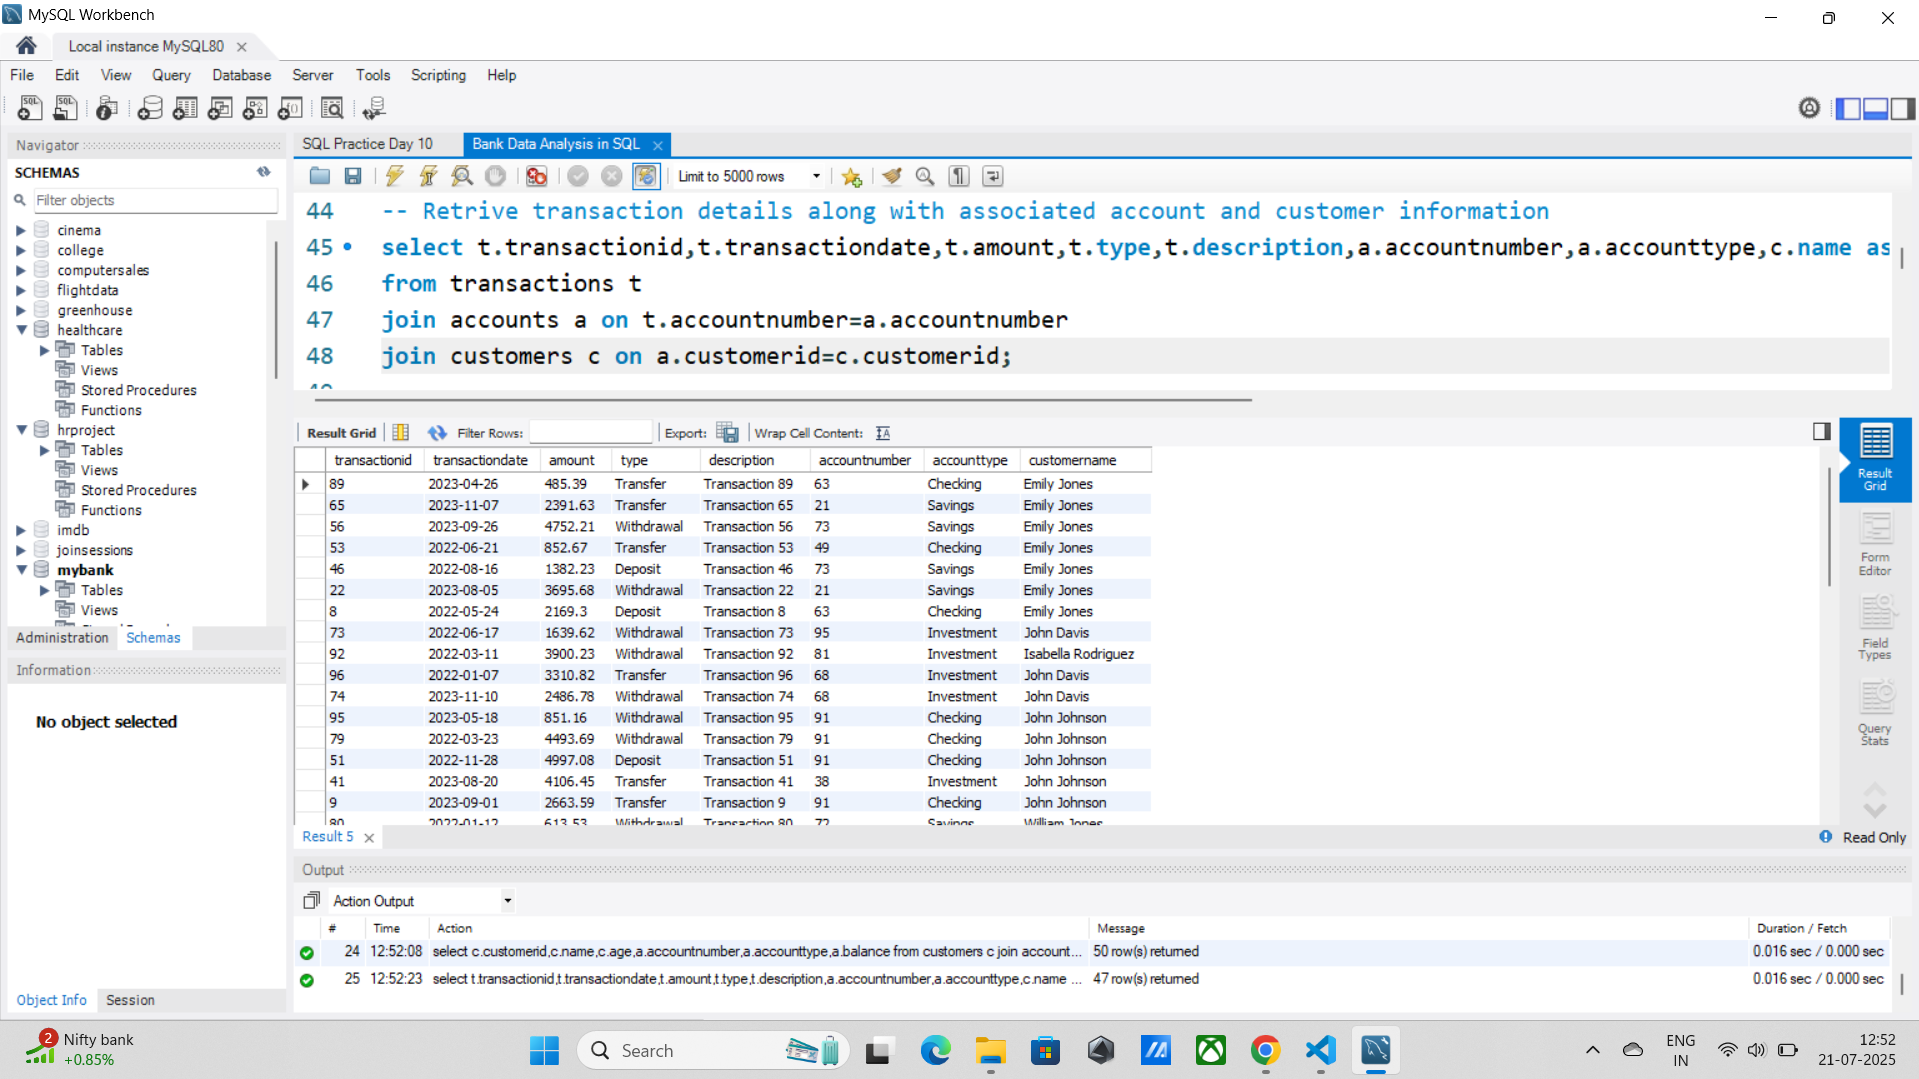 MySQL Workbench
Local instance MySQL80
File Edit View Query Database Server Tools Scripting Help
Navigator
SCHEMAS
Filter objects
cinema
college
computersales
flightdata
greenhouse
healthcare
Tables
Views
Stored Procedures
Functions
hrproject
Tables
Views
Stored Procedures
Functions
imdb
joinsessions
mybank
Tables
Views
Administration Schemas
Information
No object selected
Object Info Session
SQL Practice Day 10 Bank Data Analysis in SQL
Limit to 5000 rows
44 -- Retrive transaction details along with associated account and customer information
45 select t.transactionid,t.transactiondate,t.amount,t.type,t.description,a.accountnumber,a.accounttype,c.name as
46 from transactions t
47 join accounts a on t.accountnumber=a.accountnumber
48 join customers c on a.customerid=c.customerid;
Result Grid Filter Rows: Export: Wrap Cell Content:
transactionid transactiondate amount type description accountnumber accounttype customername
89 2023-04-26 485.39 Transfer Transaction 89 63 Checking Emily Jones
65 2023-11-07 2391.63 Transfer Transaction 65 21 Savings Emily Jones
56 2023-09-26 4752.21 Withdrawal Transaction 56 73 Savings Emily Jones
53 2022-06-21 852.67 Transfer Transaction 53 49 Checking Emily Jones
46 2022-08-16 1382.23 Deposit Transaction 46 73 Savings Emily Jones
22 2023-08-05 3695.68 Withdrawal Transaction 22 21 Savings Emily Jones
8 2022-05-24 2169.3 Deposit Transaction 8 63 Checking Emily Jones
73 2022-06-17 1639.62 Withdrawal Transaction 73 95 Investment John Davis
92 2022-03-11 3900.23 Withdrawal Transaction 92 81 Investment Isabella Rodriguez
96 2022-01-07 3310.82 Transfer Transaction 96 68 Investment John Davis
74 2023-11-10 2486.78 Withdrawal Transaction 74 68 Investment John Davis
95 2023-05-18 851.16 Withdrawal Transaction 95 91 Checking John Johnson
79 2022-03-23 4493.69 Withdrawal Transaction 79 91 Checking John Johnson
51 2022-11-28 4997.08 Deposit Transaction 51 91 Checking John Johnson
41 2023-08-20 4106.45 Transfer Transaction 41 38 Investment John Johnson
9 2023-09-01 2663.59 Transfer Transaction 9 91 Checking John Johnson
80 2022-01-12 613.53 Withdrawal Transaction 80 72 Savings William Jones
Result Grid
Form Editor
Field Types
Query Stats
Result 5
Read Only
Output
Action Output
# Time Action Message Duration / Fetch
24 12:52:08 select c.customerid,c.name,c.age,a.accountnumber,a.accounttype,a.balance from customers c join account... 50 row(s) returned 0.016 sec / 0.000 sec
25 12:52:23 select t.transactionid,t.transactiondate,t.amount,t.type,t.description,a.accountnumber,a.accounttype,c.name ... 47 row(s) returned 0.016 sec / 0.000 sec
2
Nifty bank
+0.85%
Search
ENG
IN
12:52
21-07-2025